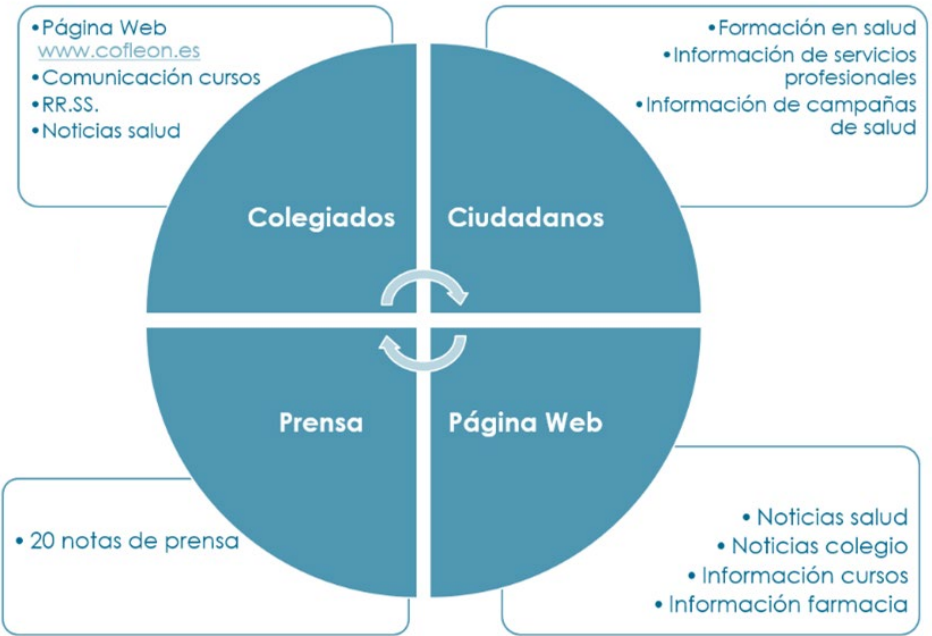 •Página Web
www.cofleon.es
•Comunicación cursos
•RR.SS.
•Noticias salud
•Formación en salud
•Información de servicios
profesionales
•Información de campañas
de salud
Colegiados
Ciudadanos
Prensa
Página Web
• 20 notas de prensa
• Noticias salud
• Noticias colegio
• Información cursos
• Información farmacia